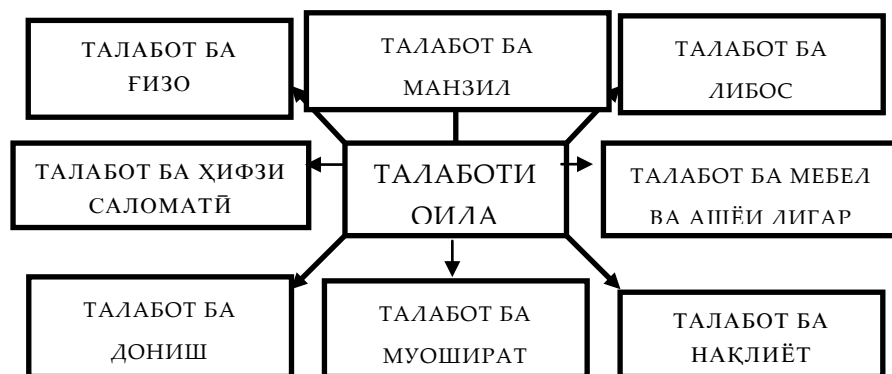 ТАЛАБОТ БА
ҒИЗО
ТАЛАБОТ БА
МАНЗИЛ
ТАЛАБОТ БА
ЛИБОС
ТАЛАБОТ БА ҲИФЗИ
САЛОМАТӢ
ТАЛАБОТИ
ОИЛА
ТАЛАБОТ БА МЕБЕЛ
ВА АШЁИ ДИГАР
ТАЛАБОТ БА
ДОНИШ
ТАЛАБОТ БА
МУОШИРАТ
ТАЛАБОТ БА
НАҚЛИЁТ